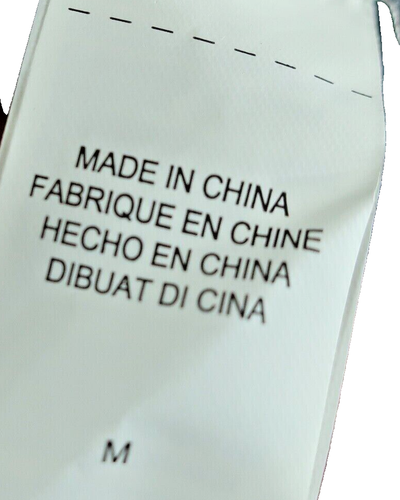 MADE IN CHINA
FABRIQUE EN CHINE
HECHO EN CHINA
DIBUAT DI CINA
M